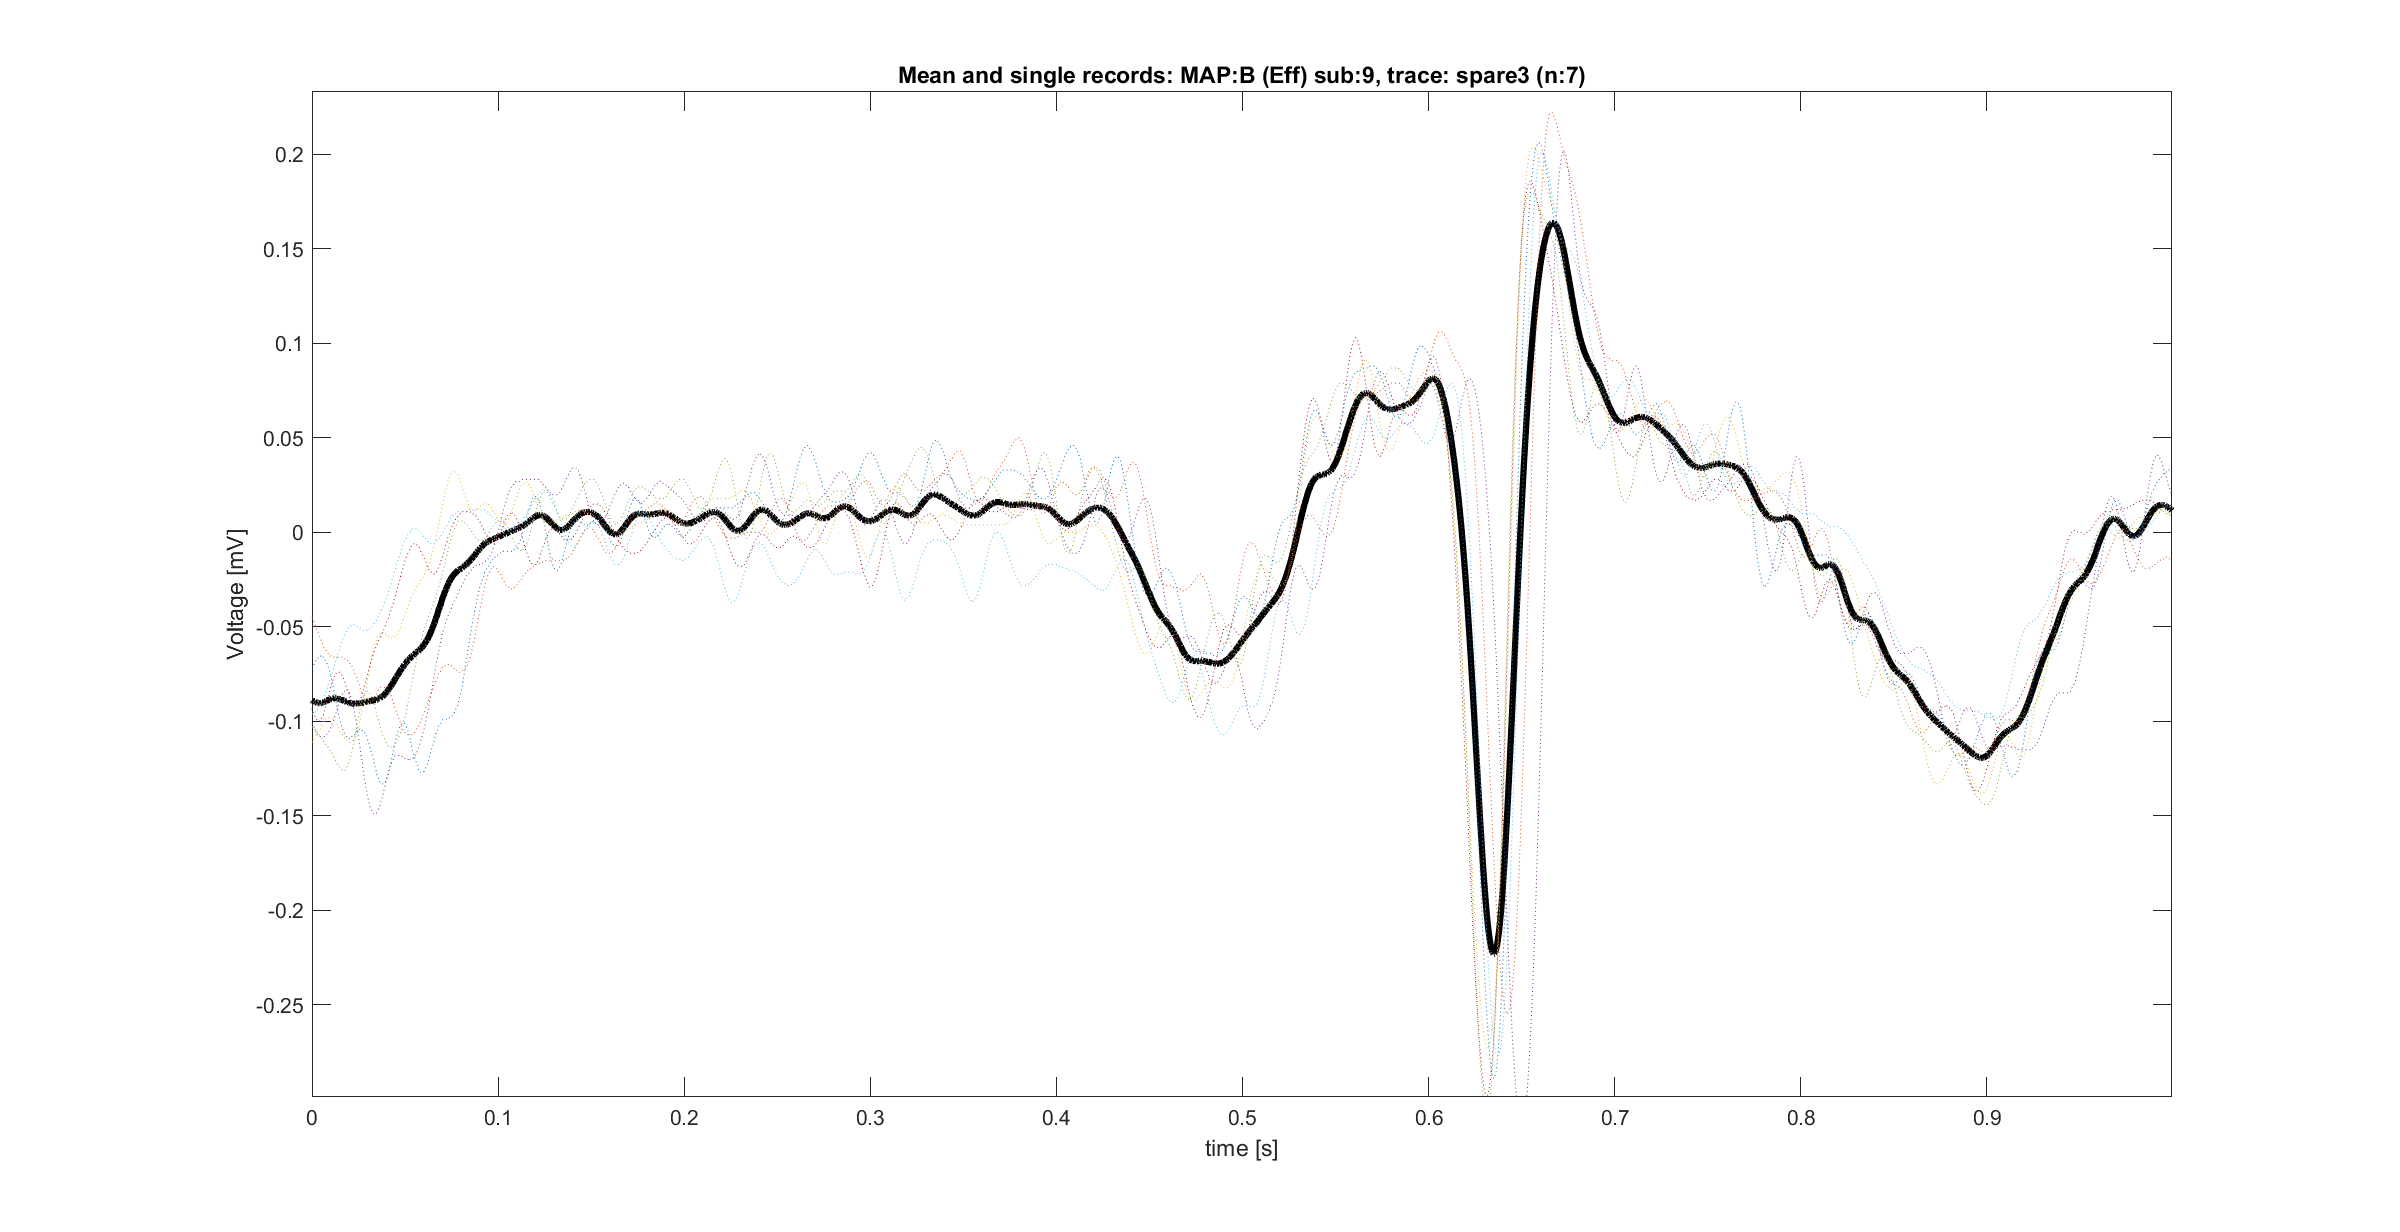 Mean and single records: MAP:B (Eff) sub:9, trace: spare3 (n:7)
0.2
0.15
0.1
0.05
0
-0.05
-0.1
-0.15
-0.2
-0.25
Voltage [mV]
0 0.1 0.2 0.3 0.4 0.5 0.6 0.7 0.8 0.9
time [s]